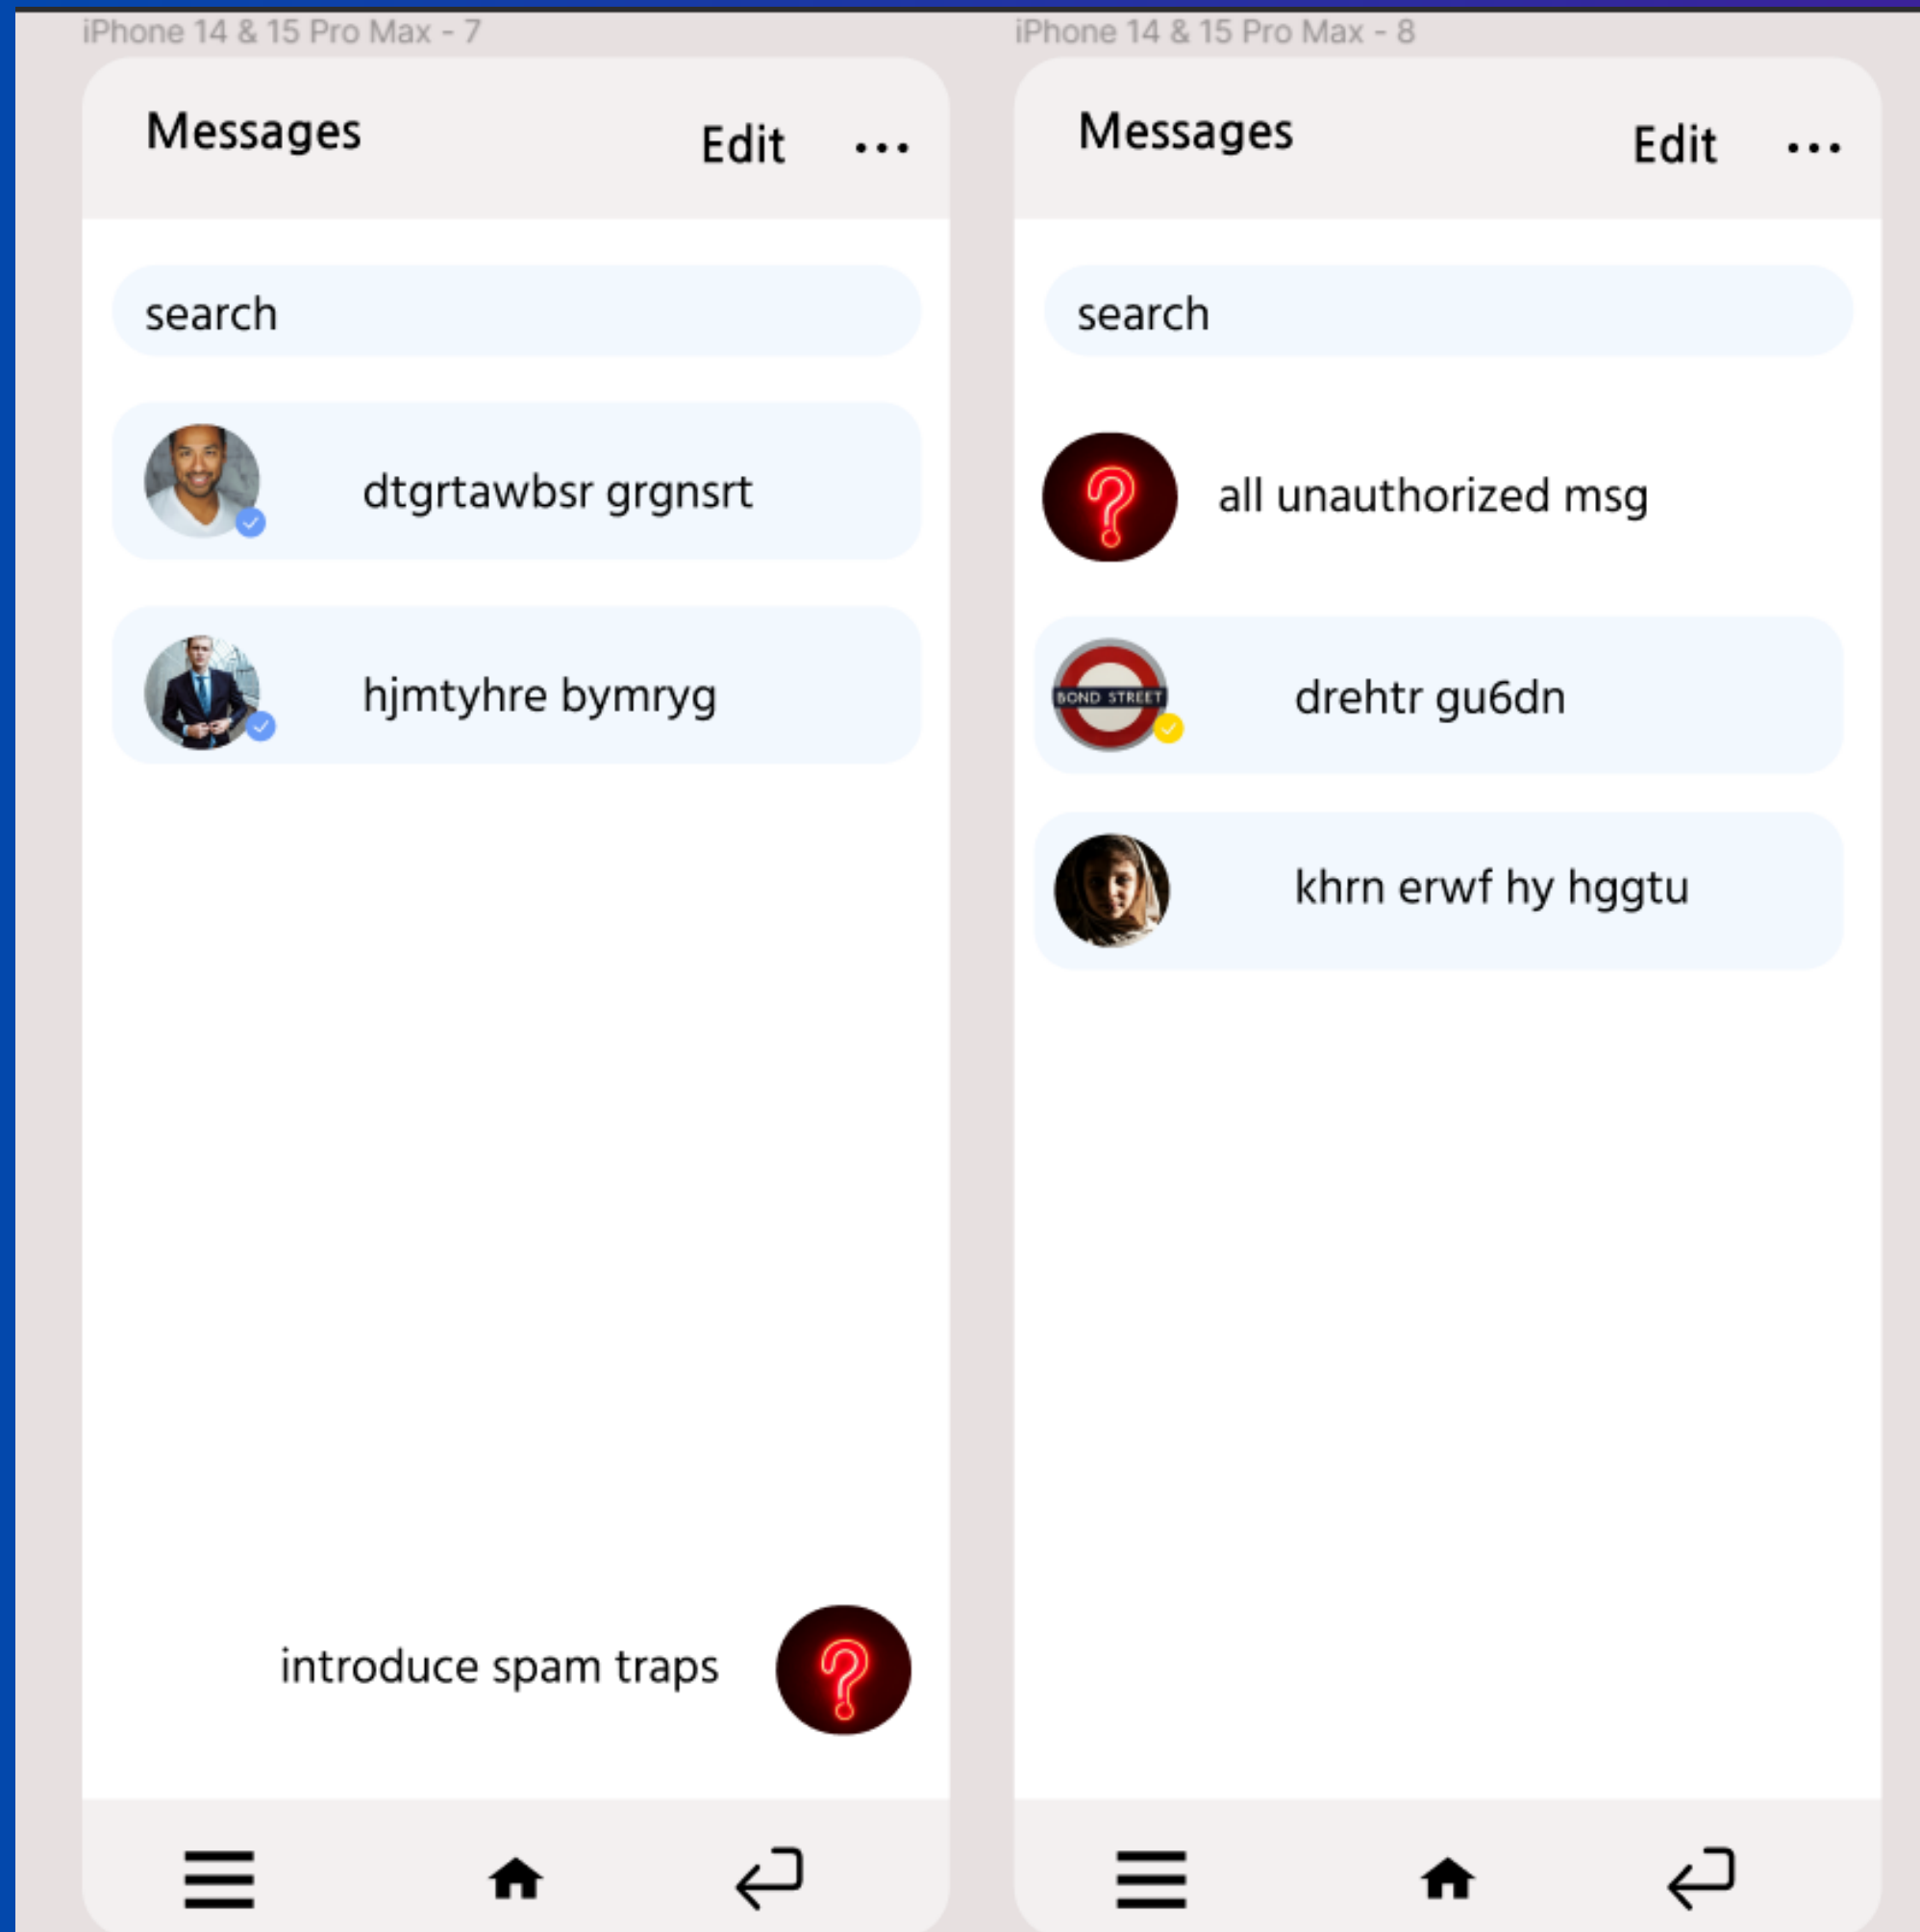 iPhone 14 & 15 Pro Max - 7
Messages
Edit
search
dtgrtawbsr grgnsrt
hjmtyhre bymryg
introduce spam traps
iPhone 14 & 15 Pro Max - 8
Messages
Edit
search
all unauthorized msg
BOND STREET
drehtr gu6dn
khrn erwf hy hggtu